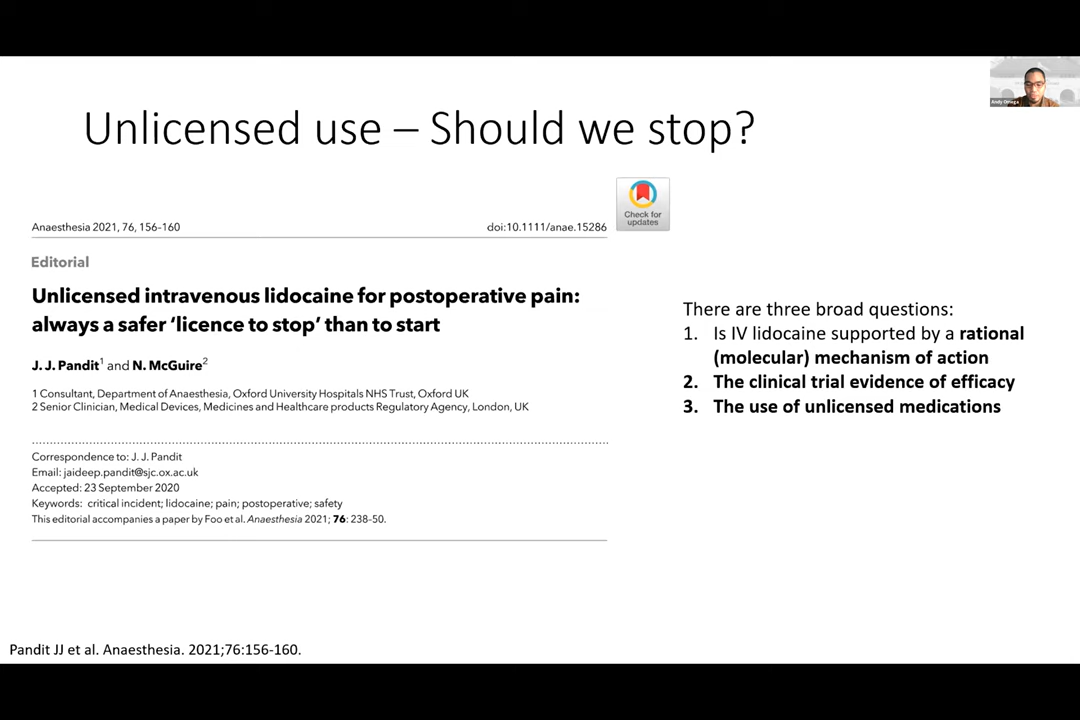 Andy Omega
Unlicensed use – Should we stop?
Check for
updates
Anaesthesia 2021, 76, 156–160
doi:10.1111/anae.15286
Editorial
Unlicensed intravenous lidocaine for postoperative pain:
always a safer ‘licence to stop’ than to start
J. J. Pandit1 and N. McGuire2
1 Consultant, Department of Anaesthesia, Oxford University Hospitals NHS Trust, Oxford UK
2 Senior Clinician, Medical Devices, Medicines and Healthcare products Regulatory Agency, London, UK
Correspondence to: J. J. Pandit
Email: jaideep.pandit@sjc.ox.ac.uk
Accepted: 23 September 2020
Keywords: critical incident; lidocaine; pain; postoperative; safety
This editorial accompanies a paper by Foo et al. Anaesthesia 2021; 76: 238–50.
There are three broad questions:
1. Is IV lidocaine supported by a rational
(molecular) mechanism of action
2. The clinical trial evidence of efficacy
3. The use of unlicensed medications
Pandit JJ et al. Anaesthesia. 2021;76:156-160.